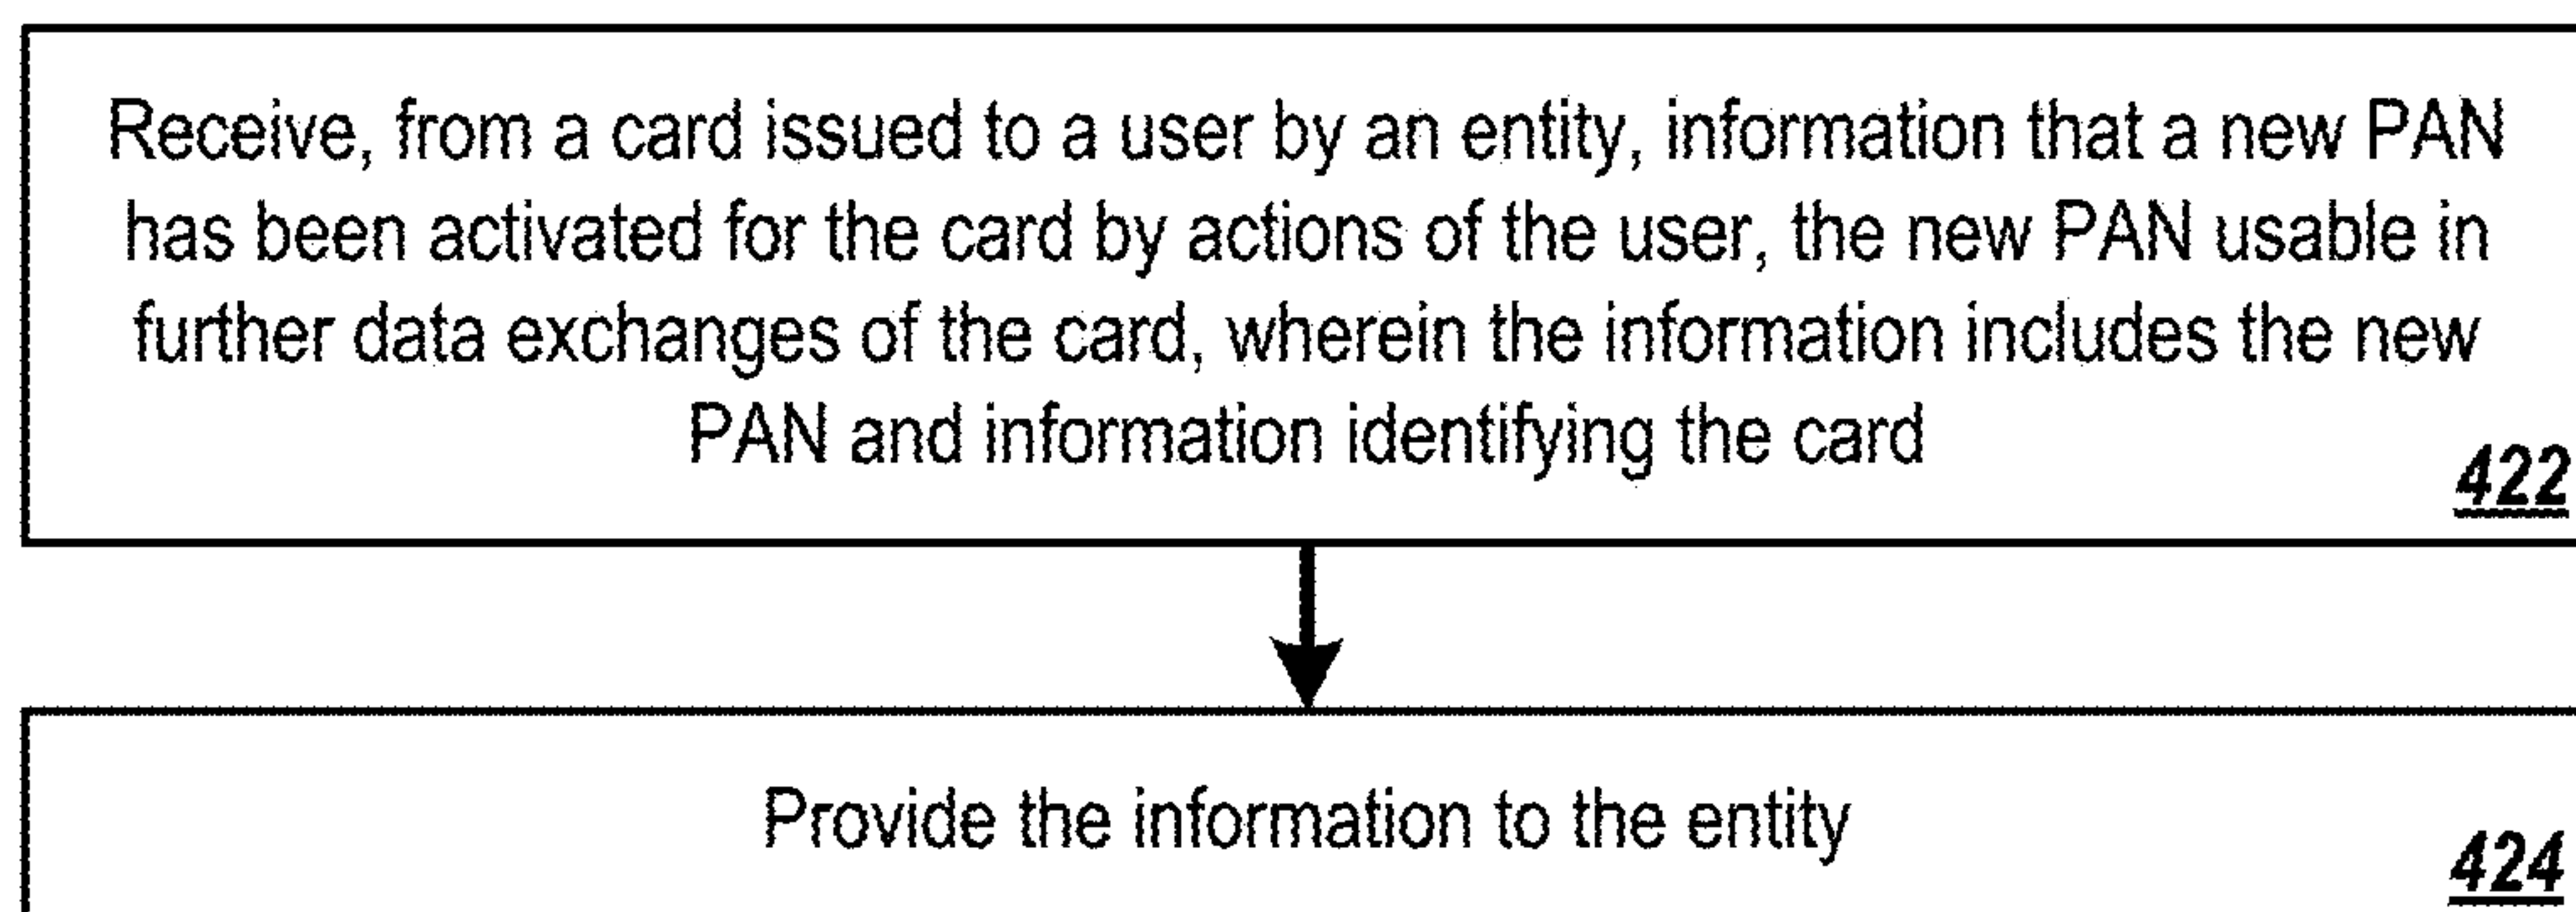 Receive, from a card issued to a user by an entity, information that a new PAN
has been activated for the card by actions of the user, the new PAN usable in
further data exchanges of the card, wherein the information includes the new
PAN and information identifying the card
422
Provide the information to the entity
424